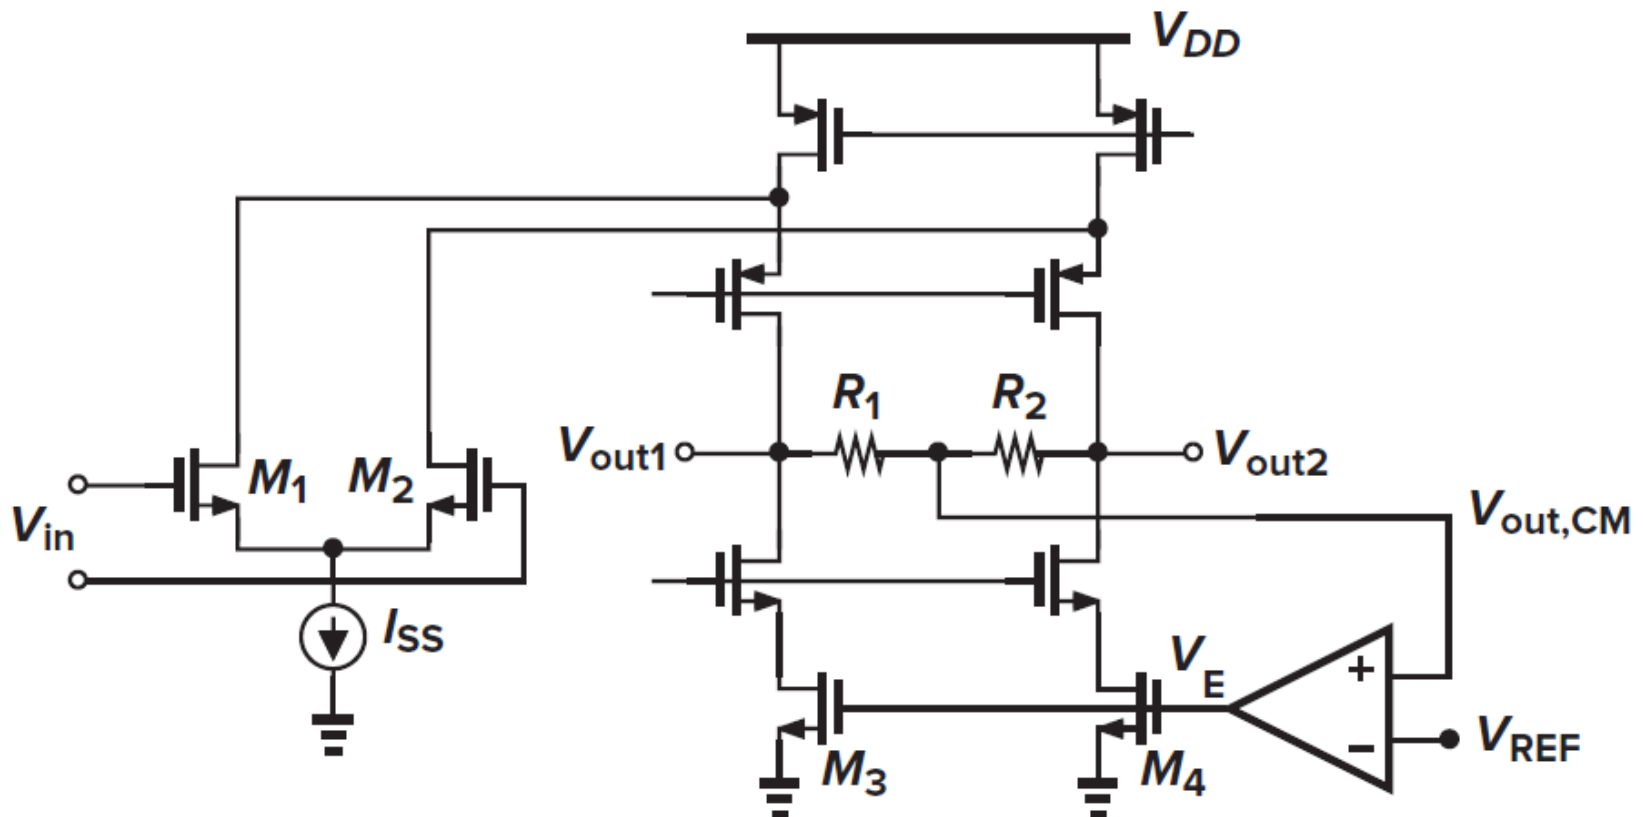 V_DD
R_1
R_2
V_out1
V_out2
M_1
M_2
V_in
V_out,CM
I_SS
V_E
+
−
V_REF
M_3
M_4